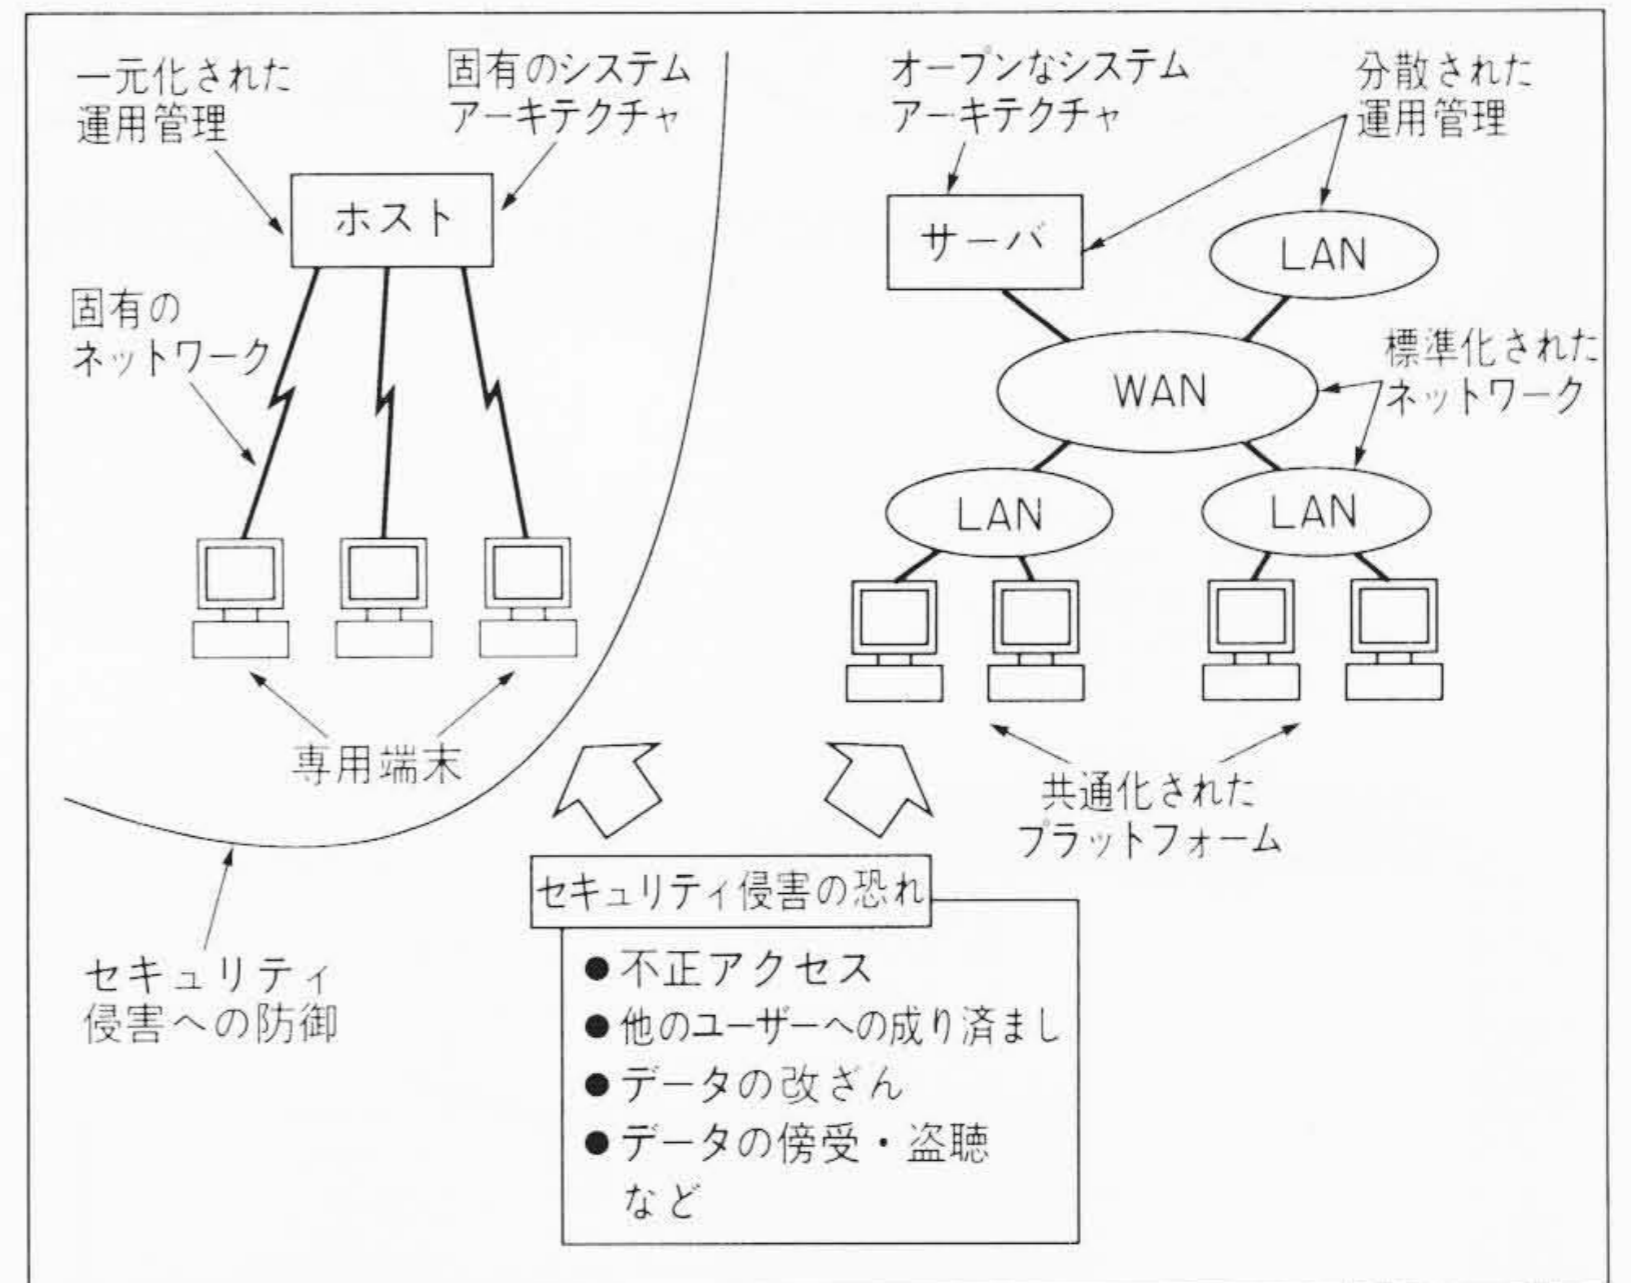 一元化された
運用管理
固有のシステム
アーキテクチャ
ホスト
固有の
ネットワーク
専用端末
セキュリティ
侵害への防御
オープンなシステム
アーキテクチャ
分散された
運用管理
サーバ
LAN
WAN
標準化された
ネットワーク
LAN
LAN
共通化された
プラットフォーム
セキュリティ侵害の恐れ
●不正アクセス
●他のユーザーへの成り済まし
●データの改ざん
●データの傍受・盗聴
など